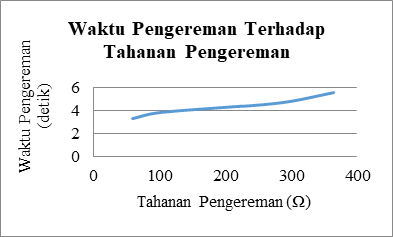 Waktu Pengereman Terhadap
Tahanan Pengereman
Waktu Pengereman
(detik)
6
4
2
0
0
100
200
300
400
Tahanan Pengereman (Ω)